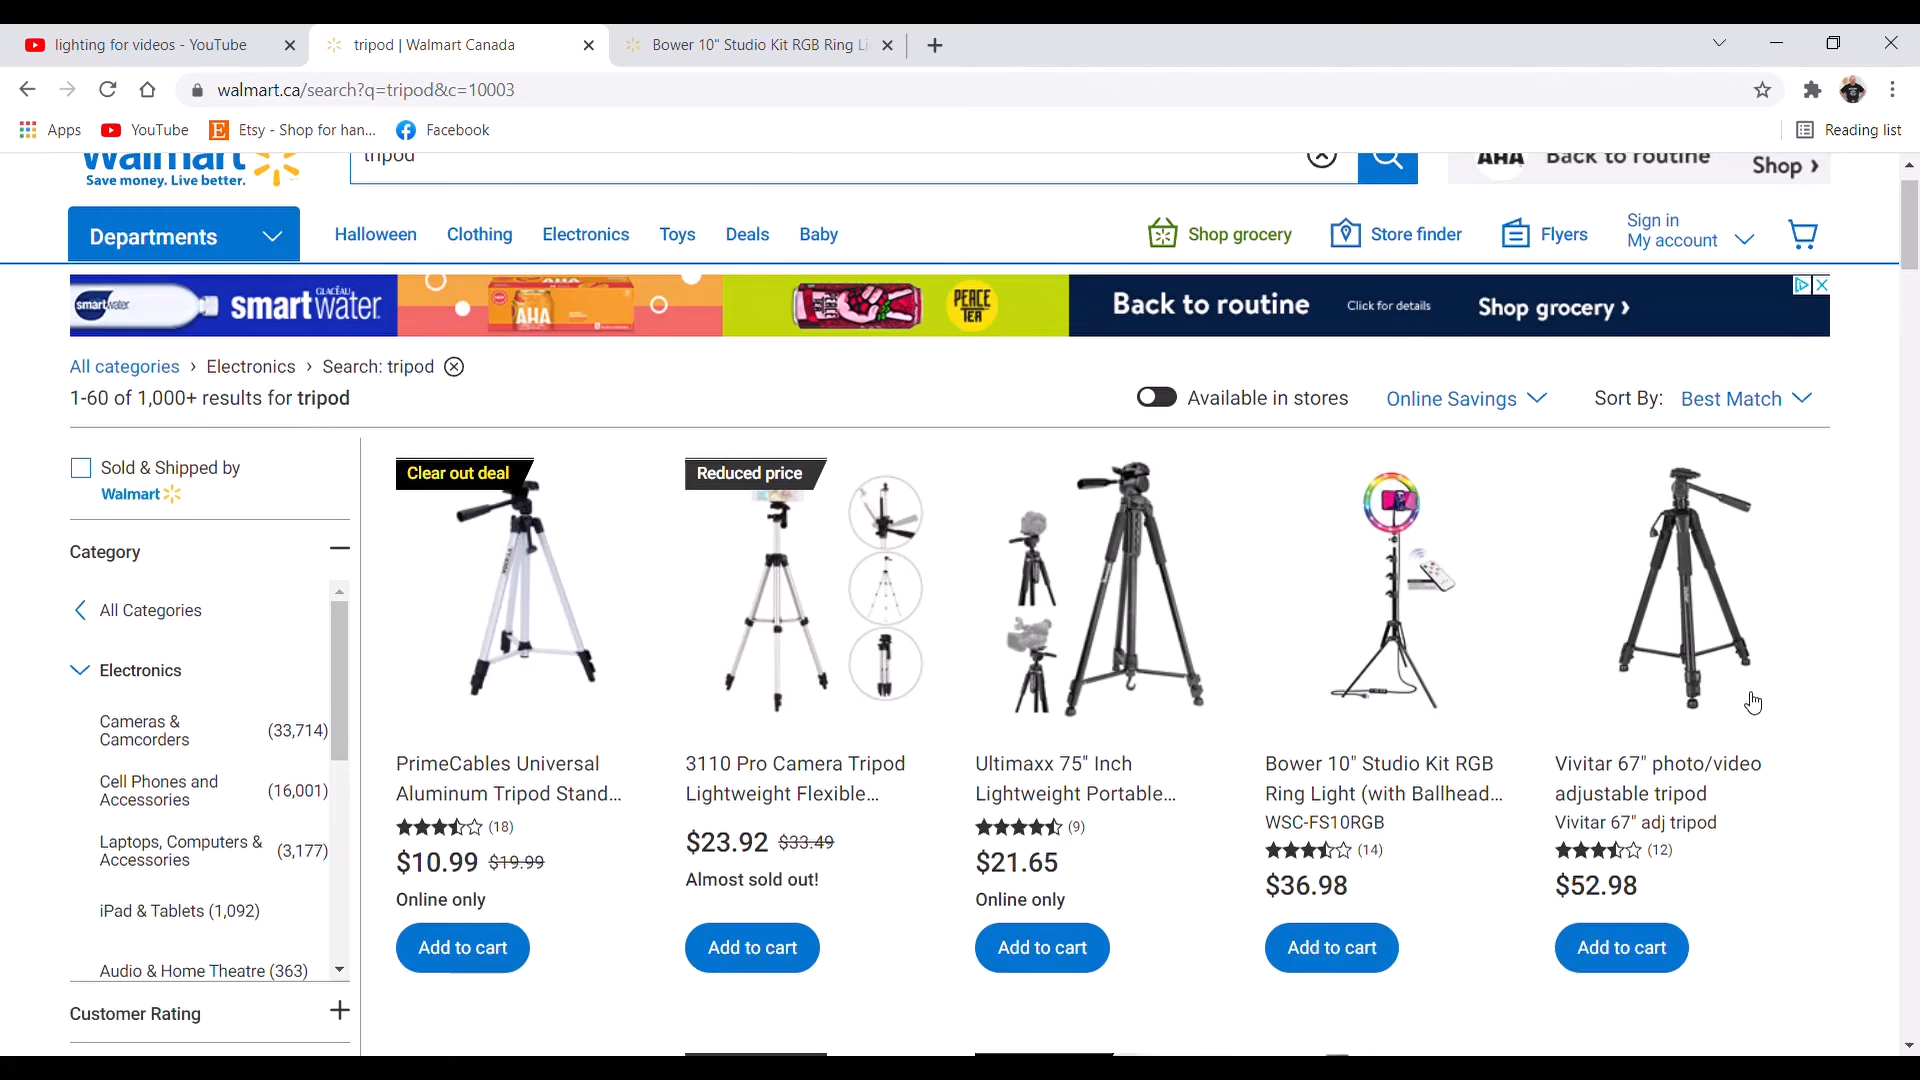 lighting for videos - YouTube
tripod | Walmart Canada
Bower 10" Studio Kit RGB Ring Li
walmart.ca/search?q=tripod&c=10003
Apps
YouTube
Etsy - Shop for han...
Facebook
Reading list
Walmart
Save money. Live better.
tripod
AHA
Back to routine
Shop ›
Departments
Halloween
Clothing
Electronics
Toys
Deals
Baby
Shop grocery
Store finder
Flyers
Sign in
My account
smartwater
GLACÉAU
smartwater
AHA
PEACE
TEA
Back to routine
Click for details
Shop grocery ›
All categories › Electronics › Search: tripod
1-60 of 1,000+ results for tripod
Available in stores
Online Savings
Sort By: Best Match
Sold & Shipped by
Walmart
Category
All Categories
Electronics
Cameras &
Camcorders
(33,714)
Cell Phones and
Accessories
(16,001)
Laptops, Computers &
Accessories
(3,177)
iPad & Tablets (1,092)
Audio & Home Theatre (363)
Customer Rating
Clear out deal
PrimeCables Universal
Aluminum Tripod Stand...
(18)
$10.99 $19.99
Online only
Add to cart
Reduced price
3110 Pro Camera Tripod
Lightweight Flexible...
$23.92 $33.49
Almost sold out!
Add to cart
Ultimaxx 75" Inch
Lightweight Portable...
(9)
$21.65
Online only
Add to cart
Bower 10" Studio Kit RGB
Ring Light (with Ballhead...
WSC-FS10RGB
(14)
$36.98
Add to cart
Vivitar 67" photo/video
adjustable tripod
Vivitar 67" adj tripod
(12)
$52.98
Add to cart